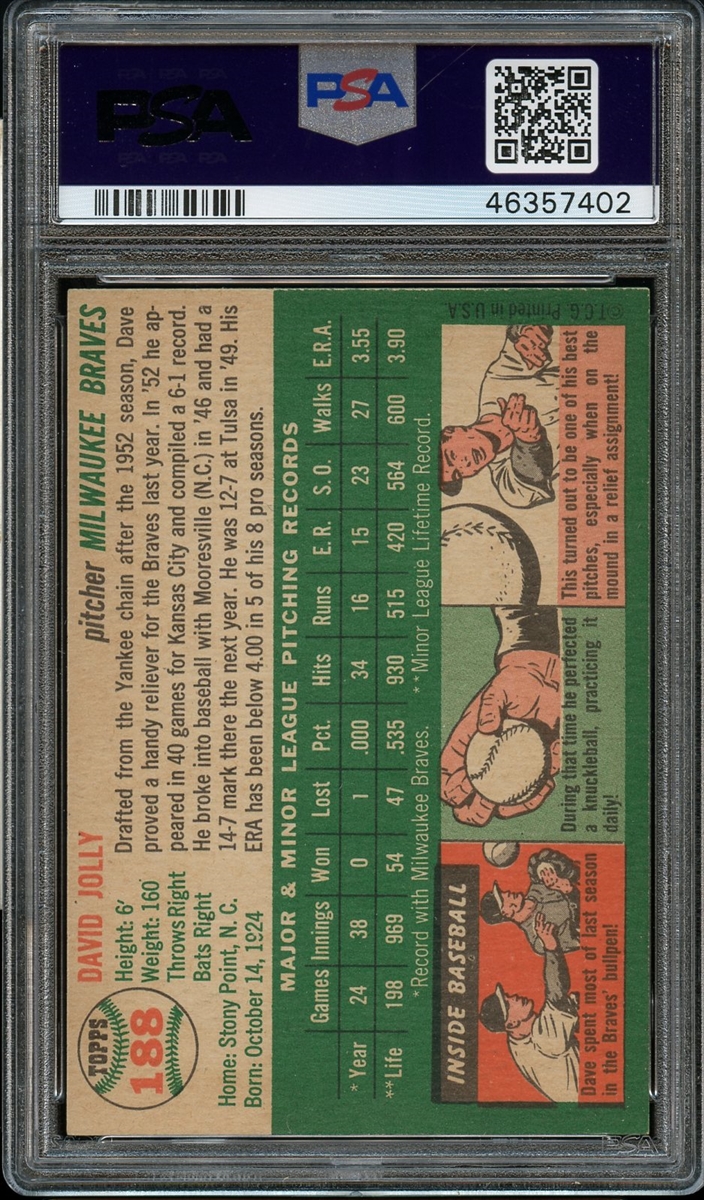 PSA
PSA
46357402
TOPPS
188
DAVID JOLLY
pitcher MILWAUKEE BRAVES
Height: 6'
Weight: 160
Throws Right
Bats Right
Home: Stony Point, N. C.
Born: October 14, 1924
Drafted from the Yankee chain after the 1952 season, Dave
proved a handy reliever for the Braves last year. In '52 he ap-
peared in 40 games for Kansas City and compiled a 6-1 record.
He broke into baseball with Mooresville (N.C.) in '46 and had a
14-7 mark there the next year. He was 12-7 at Tulsa in '49. His
ERA has been below 4.00 in 5 of his 8 pro seasons.
MAJOR & MINOR LEAGUE PITCHING RECORDS
Games Innings Won Lost Pct. Hits Runs E.R. S.O. Walks E.R.A.
* Year 24 38 0 1 .000 34 16 15 23 27 3.55
**Life 198 969 54 47 .535 930 515 420 564 600 3.90
*Record with Milwaukee Braves. **Minor League Lifetime Record.
INSIDE BASEBALL
Dave spent most of last season
in the Braves' bullpen!
During that time he perfected
a knuckleball, practicing it
daily!
This turned out to be one of his best
pitches, especially when on the
mound in a relief assignment!
©T.C.G. Printed in U.S.A.
PSA